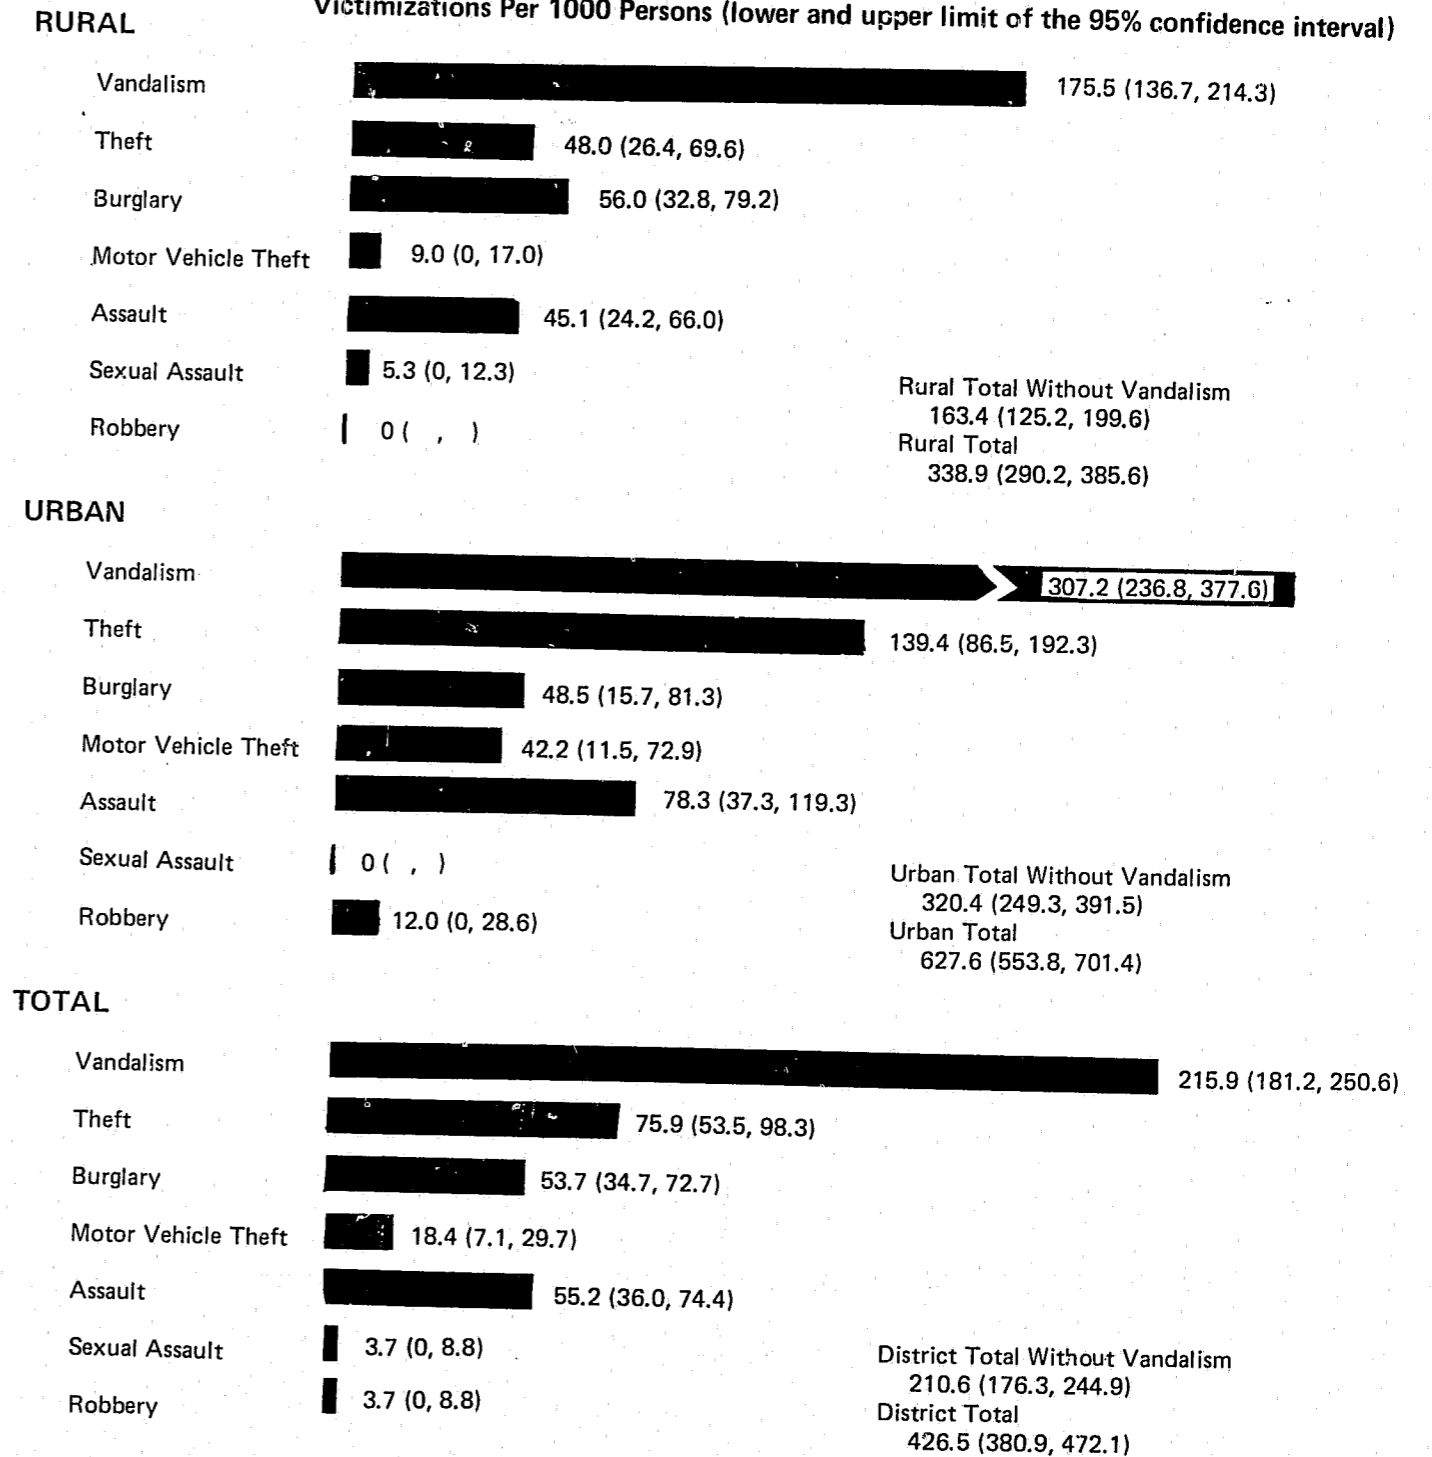 Victimizations Per 1000 Persons (lower and upper limit of the 95% confidence interval)
RURAL
Vandalism 175.5 (136.7, 214.3)
Theft 48.0 (26.4, 69.6)
Burglary 56.0 (32.8, 79.2)
Motor Vehicle Theft 9.0 (0, 17.0)
Assault 45.1 (24.2, 66.0)
Sexual Assault 5.3 (0, 12.3)
Robbery 0 ( , )
Rural Total Without Vandalism
163.4 (125.2, 199.6)
Rural Total
338.9 (290.2, 385.6)
URBAN
Vandalism 307.2 (236.8, 377.6)
Theft 139.4 (86.5, 192.3)
Burglary 48.5 (15.7, 81.3)
Motor Vehicle Theft 42.2 (11.5, 72.9)
Assault 78.3 (37.3, 119.3)
Sexual Assault 0 ( , )
Robbery 12.0 (0, 28.6)
Urban Total Without Vandalism
320.4 (249.3, 391.5)
Urban Total
627.6 (553.8, 701.4)
TOTAL
Vandalism 215.9 (181.2, 250.6)
Theft 75.9 (53.5, 98.3)
Burglary 53.7 (34.7, 72.7)
Motor Vehicle Theft 18.4 (7.1, 29.7)
Assault 55.2 (36.0, 74.4)
Sexual Assault 3.7 (0, 8.8)
Robbery 3.7 (0, 8.8)
District Total Without Vandalism
210.6 (176.3, 244.9)
District Total
426.5 (380.9, 472.1)